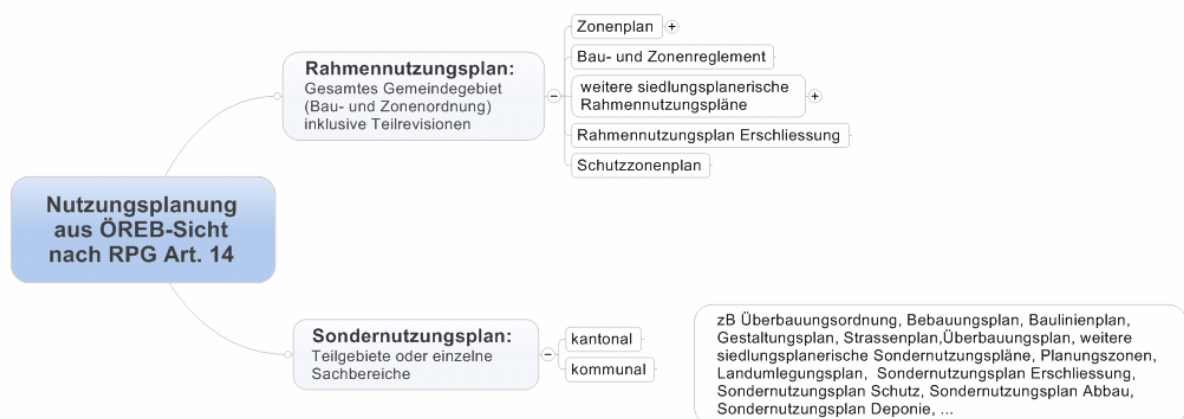 Nutzungsplanung
aus ÖREB-Sicht
nach RPG Art. 14
Rahmennutzungsplan:
Gesamtes Gemeindegebiet
(Bau- und Zonenordnung)
inklusive Teilrevisionen
Zonenplan
Bau- und Zonenreglement
weitere siedlungsplanerische
Rahmennutzungspläne
Rahmennutzungsplan Erschliessung
Schutzzonenplan
Sondernutzungsplan:
Teilgebiete oder einzelne
Sachbereiche
kantonal
kommunal
zB Überbauungsordnung, Bebauungsplan, Baulinienplan,
Gestaltungsplan, Strassenplan,Überbauungsplan, weitere
siedlungsplanerische Sondernutzungspläne, Planungszonen,
Landumlegungsplan, Sondernutzungsplan Erschliessung,
Sondernutzungsplan Schutz, Sondernutzungsplan Abbau,
Sondernutzungsplan Deponie, ...